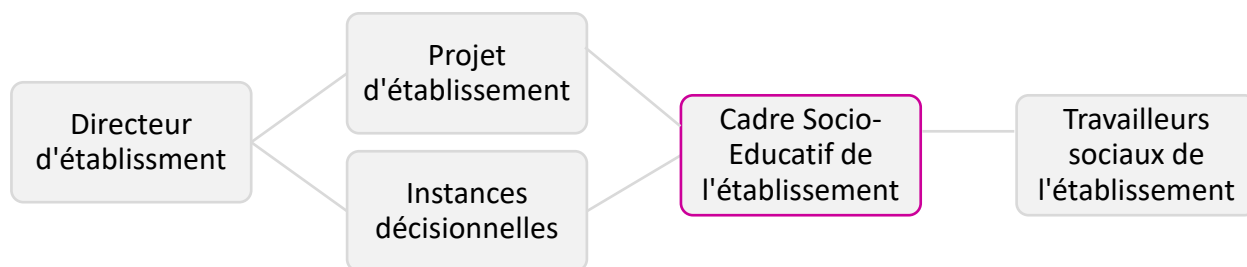 Directeur
d'établissment
Projet
d'établissement
Instances
décisionnelles
Cadre Socio-
Educatif de
l'établissement
Travailleurs
sociaux de
l'établissement